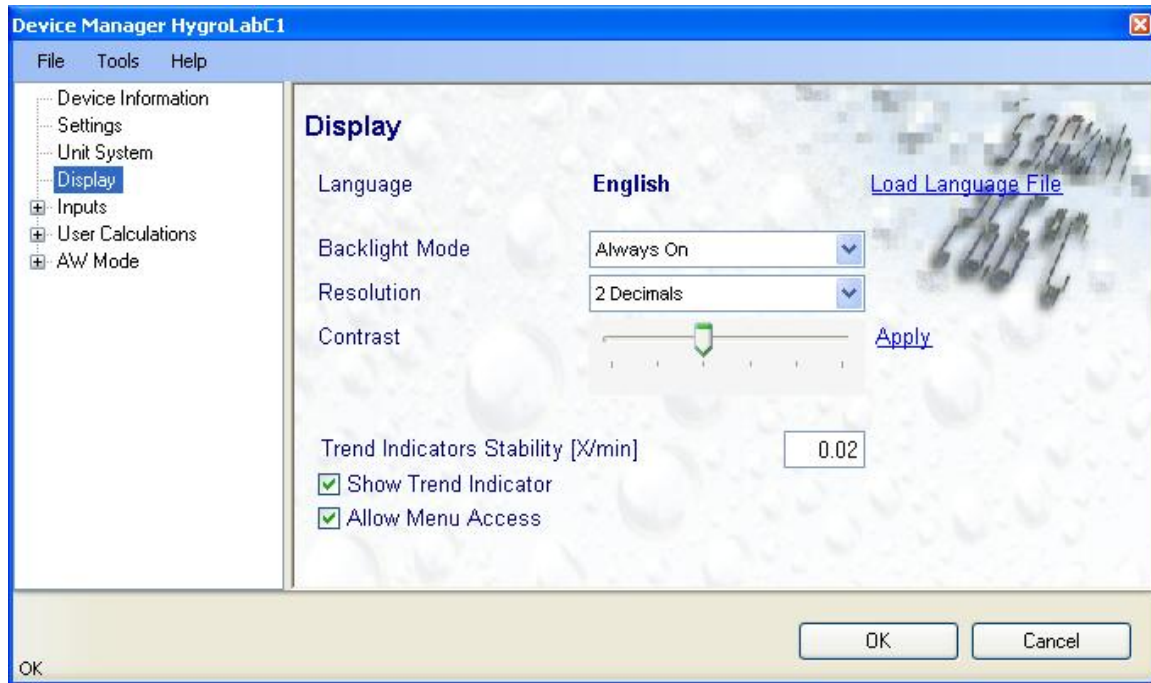 Device Manager HygroLabC1
File Tools Help
Device Information
Settings
Unit System
Display
Inputs
User Calculations
AW Mode
Display
Language English Load Language File
Backlight Mode Always On
Resolution 2 Decimals
Contrast Apply
Trend Indicators Stability [X/min] 0.02
Show Trend Indicator
Allow Menu Access
OK Cancel
OK